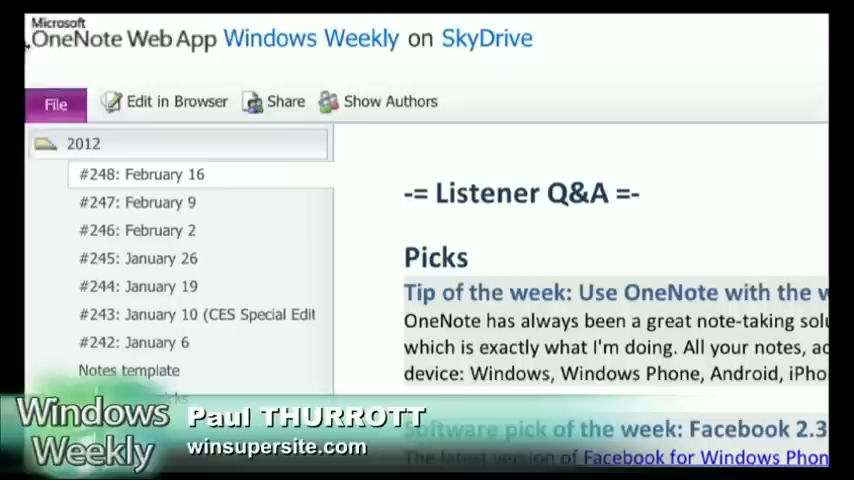 Microsoft
OneNote Web App Windows Weekly on SkyDrive
File Edit in Browser Share Show Authors
2012
#248: February 16
#247: February 9
#246: February 2
#245: January 26
#244: January 19
#243: January 10 (CES Special Edit
#242: January 6
Notes template
-= Listener Q&A =-
Picks
Tip of the week: Use OneNote with the w
OneNote has always been a great note-taking solu
which is exactly what I'm doing. All your notes, ac
device: Windows, Windows Phone, Android, iPho
Software pick of the week: Facebook 2.3
The latest version of Facebook for Windows Phon
Windows
Weekly
Paul THURROTT
winsupersite.com